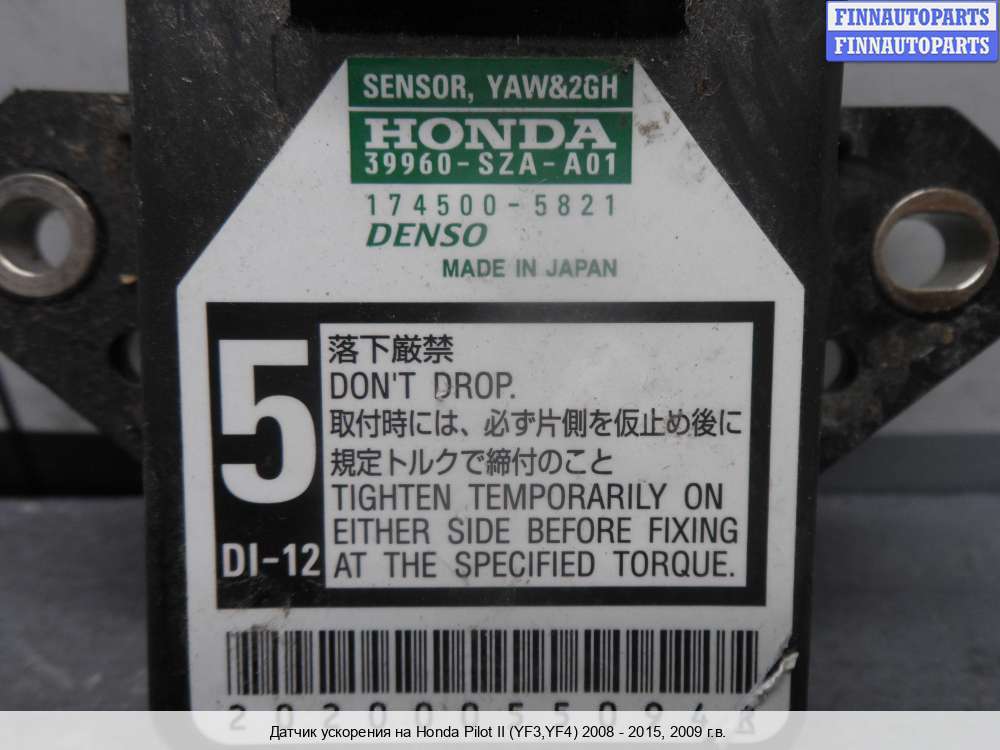 FINNAUTOPARTS
FINNAUTOPARTS
SENSOR, YAW&2GH
HONDA
39960-SZA-A01
174500-5821
DENSO
MADE IN JAPAN
5
DI-12
落下厳禁
DON'T DROP.
取付時には、必ず片側を仮止め後に
規定トルクで締付のこと
TIGHTEN TEMPORARILY ON
EITHER SIDE BEFORE FIXING
AT THE SPECIFIED TORQUE.
Датчик ускорения на Honda Pilot II (YF3,YF4) 2008 - 2015, 2009 г.в.